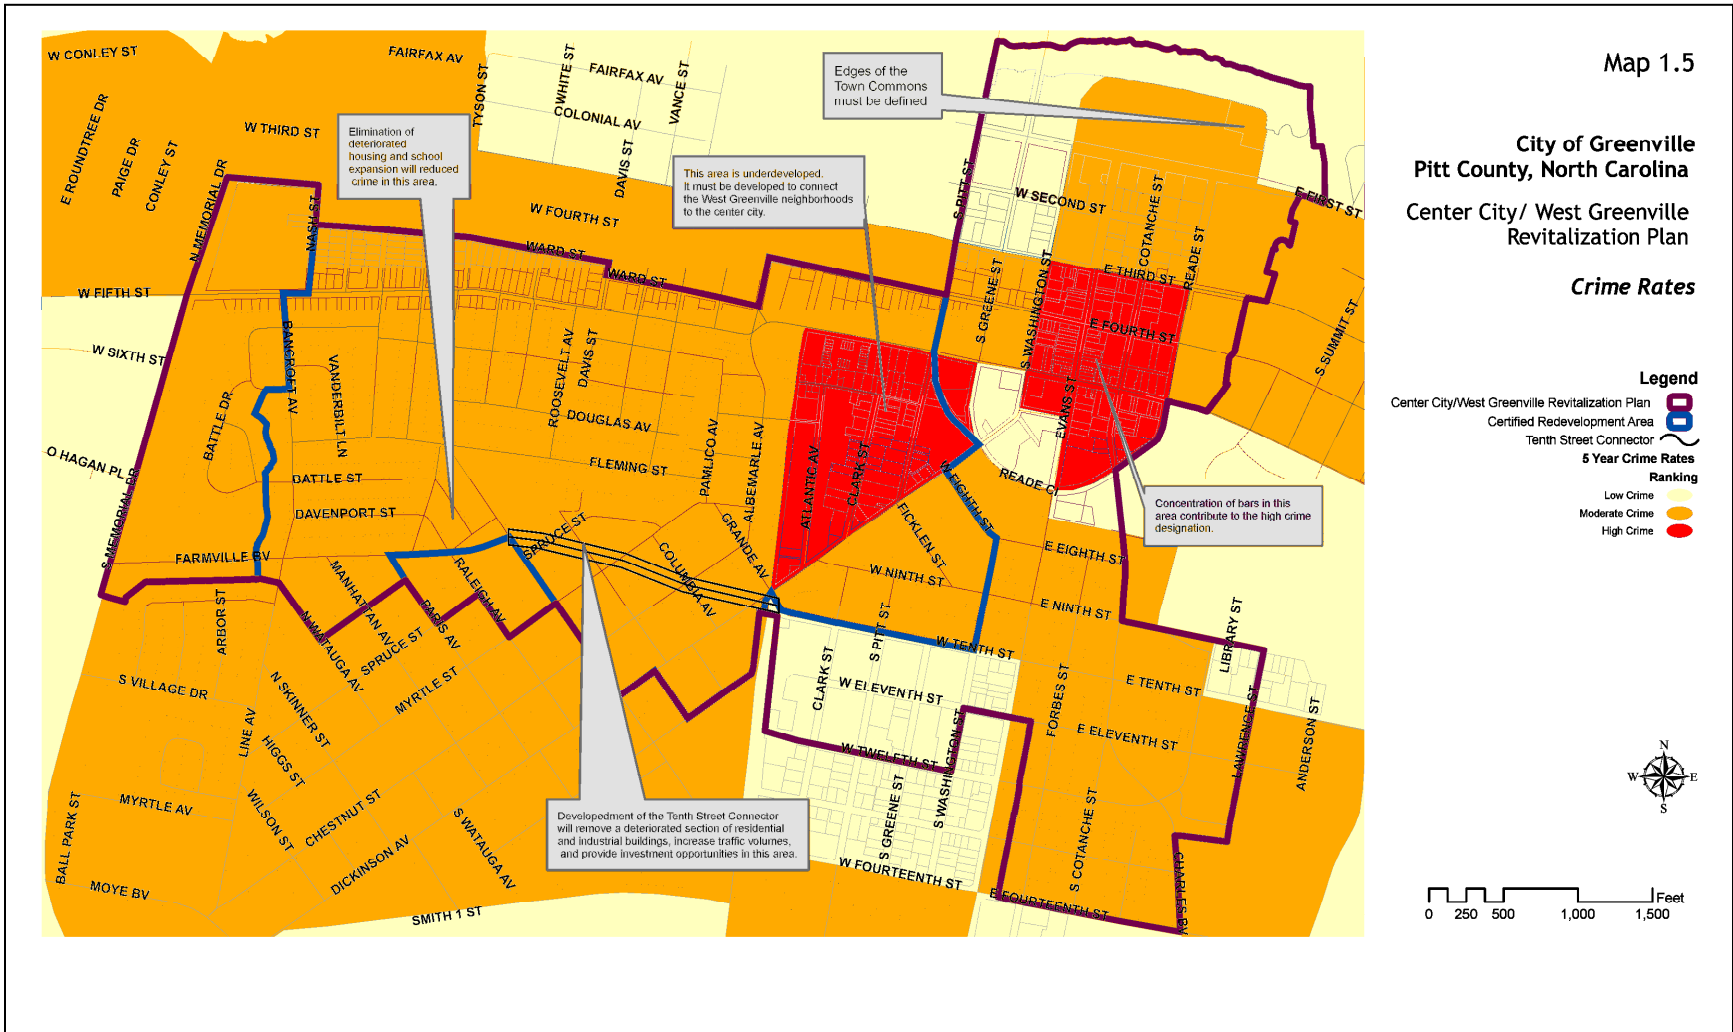 Map 1.5
City of Greenville
Pitt County, North Carolina
Center City/ West Greenville
Revitalization Plan
Crime Rates
Legend
Center City/West Greenville Revitalization Plan
Certified Redevelopment Area
Tenth Street Connector
5 Year Crime Rates
Ranking
Low Crime
Moderate Crime
High Crime
N
W
E
S
Feet
0 250 500 1,000 1,500
Elimination of
deteriorated
housing and school
expansion will reduced
crime in this area.
This area is underdeveloped.
It must be developed to connect
the West Greenville neighborhoods
to the center city.
Edges of the
Town Commons
must be defined
Concentration of bars in this
area contribute to the high crime
designation.
Developedment of the Tenth Street Connector
will remove a deteriorated section of residential
and industrial buildings, increase traffic volumes,
and provide investment opportunities in this area.
W CONLEY ST
FAIRFAX AV
TYSON ST
WHITE ST
FAIRFAX AV
VANCE ST
COLONIAL AV
E ROUNDTREE DR
PAIGE DR
CONLEY ST
W THIRD ST
DAVIS ST
N MEMORIAL DR
NASH ST
W FOURTH ST
WARD ST
WARD ST
S PITT ST
W SECOND ST
COTANCHE ST
READE ST
E FIRST ST
E THIRD ST
W FIFTH ST
S GREENE ST
S WASHINGTON ST
E FOURTH ST
S SUMMIT ST
W SIXTH ST
BANCROFT AV
VANDERBILT LN
ROOSEVELT AV
DAVIS ST
BATTLE DR
DOUGLAS AV
PAMLICO AV
ALBEMARLE AV
ATLANTIC AV
CLARK ST
EVANS ST
O HAGAN PL
S MEMORIAL DR
FLEMING ST
BATTLE ST
DAVENPORT ST
W EIGHTH ST
READE CI
FARMVILLE BV
SPRUCE ST
GRANDE AV
FICKLEN ST
E EIGHTH ST
COLUMBIA AV
W NINTH ST
E NINTH ST
RALEIGH AV
MANHATTAN AV
PARIS AV
ARBOR ST
N WATAUGA AV
SPRUCE ST
S PITT ST
W TENTH ST
LIBRARY ST
S VILLAGE DR
N SKINNER ST
MYRTLE ST
CLARK ST
W ELEVENTH ST
FORBES ST
E TENTH ST
LINE AV
HIGGS ST
W TWELETH ST
S WASHINGTON ST
E ELEVENTH ST
LAWRENCE ST
ANDERSON ST
MYRTLE AV
WILSON ST
CHESTNUT ST
S WATAUGA AV
S GREENE ST
S COTANCHE ST
BALL PARK ST
DICKINSON AV
MOYE BV
W FOURTEENTH ST
E FOURTEENTH ST
CHARLES BV
SMITH 1 ST